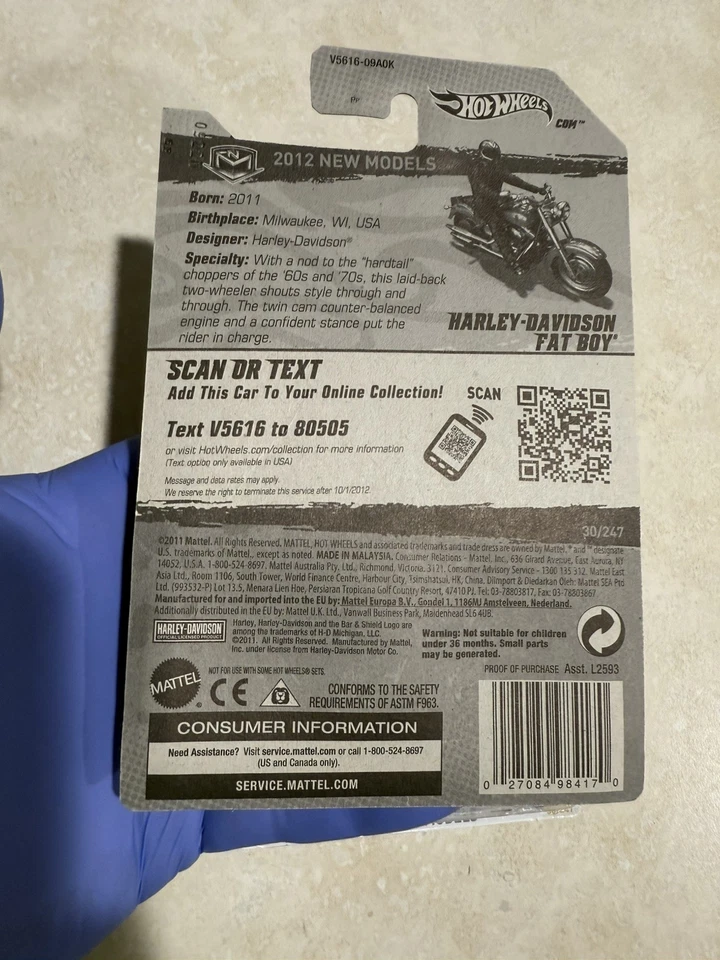 V5616-09A0K
HOT WHEELS
.COM™
NM
2012 NEW MODELS
Born: 2011
Birthplace: Milwaukee, WI, USA
Designer: Harley-Davidson®
Specialty: With a nod to the "hardtail"
choppers of the '60s and '70s, this laid-back
two-wheeler shouts style through and
through. The twin cam counter-balanced
engine and a confident stance put the
rider in charge.
HARLEY-DAVIDSON
FAT BOY®
SCAN OR TEXT
Add This Car To Your Online Collection!
SCAN
Text V5616 to 80505
or visit HotWheels.com/collection for more information
(Text option only available in USA)
Message and data rates may apply.
We reserve the right to terminate this service after 10/1/2012.
30/247
©2011 Mattel. All Rights Reserved. MATTEL, HOT WHEELS and associated trademarks and trade dress are owned by Mattel. ® and ™ designate
U.S. trademarks of Mattel, except as noted. MADE IN MALAYSIA. Consumer Relations - Mattel, Inc., 636 Girard Avenue, East Aurora, NY
14052, U.S.A. 1-800-524-8697. Mattel Australia Pty., Ltd., Richmond, Victoria. 3121. Consumer Advisory Service - 1300 135 312. Mattel East
Asia Ltd., Room 1106, South Tower, World Finance Centre, Harbour City, Tsimshatsui, HK, China. Diimport & Diedarkan Oleh: Mattel SEA Ptd
Ltd. (993532-P) Lot 13.5, Menara Lien Hoe, Persiaran Tropicana Golf Country Resort, 47410 PJ. Tel: 03-78803817, Fax: 03-78803867.
Manufactured for and imported into the EU by: Mattel Europa B.V., Gondel 1, 1186MJ Amstelveen, Nederland.
Additionally distributed in the EU by: Mattel U.K. Ltd., Vanwall Business Park, Maidenhead SL6 4UB.
HARLEY-DAVIDSON
OFFICIAL LICENSED PRODUCT
Harley, Harley-Davidson and the Bar & Shield Logo are
among the trademarks of H-D Michigan, LLC.
©2011. All Rights Reserved. Manufactured by Mattel,
Inc. under license from Harley-Davidson Motor Co.
Warning: Not suitable for children
under 36 months. Small parts
may be generated.
PROOF OF PURCHASE Asst. L2593
MATTEL
NOT FOR USE WITH SOME HOT WHEELS® SETS.
CE
CONFORMS TO THE SAFETY
REQUIREMENTS OF ASTM F963.
CONSUMER INFORMATION
Need Assistance? Visit service.mattel.com or call 1-800-524-8697
(US and Canada only).
SERVICE.MATTEL.COM
0 27084 98417 0